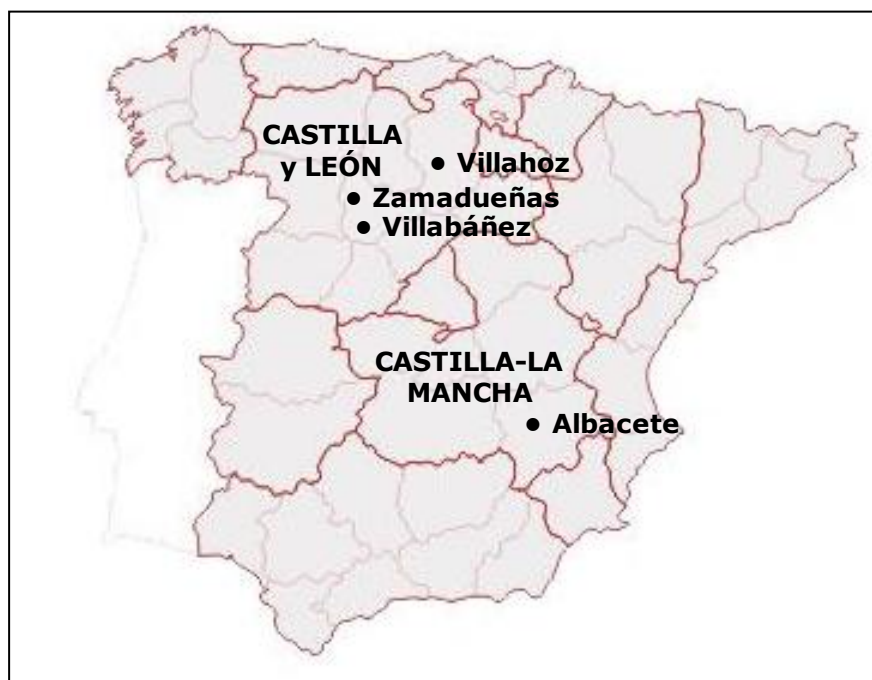 CASTILLA
y LEÓN
• Villahoz
• Zamadueñas
• Villabáñez
CASTILLA-LA
MANCHA
• Albacete